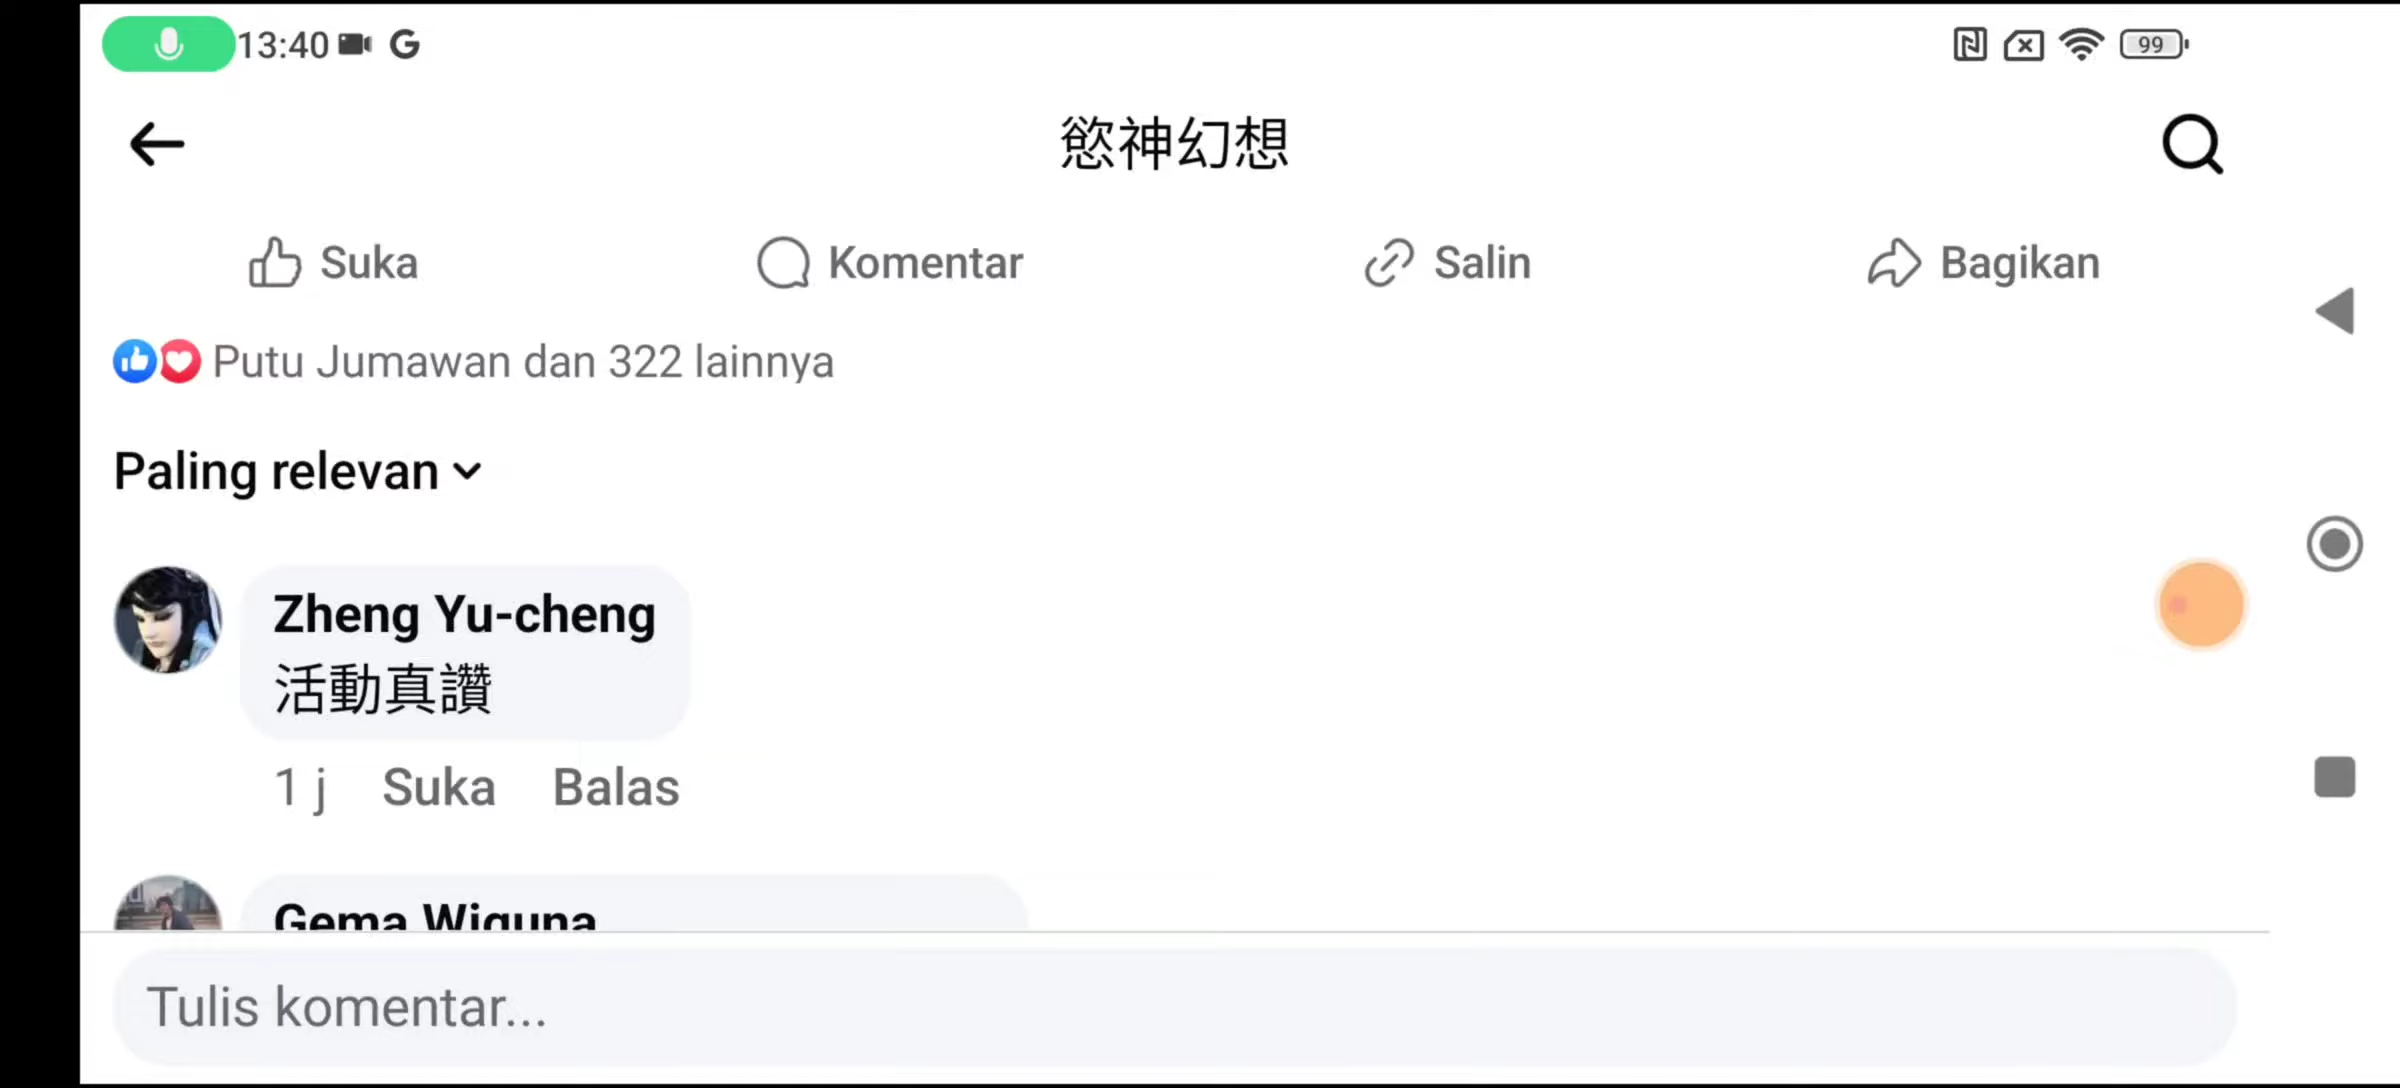 13:40
99
慾神幻想
Suka Komentar Salin Bagikan
Putu Jumawan dan 322 lainnya
Paling relevan
Zheng Yu-cheng
活動真讚
1 j Suka Balas
Gema Wiguna
Tulis komentar...